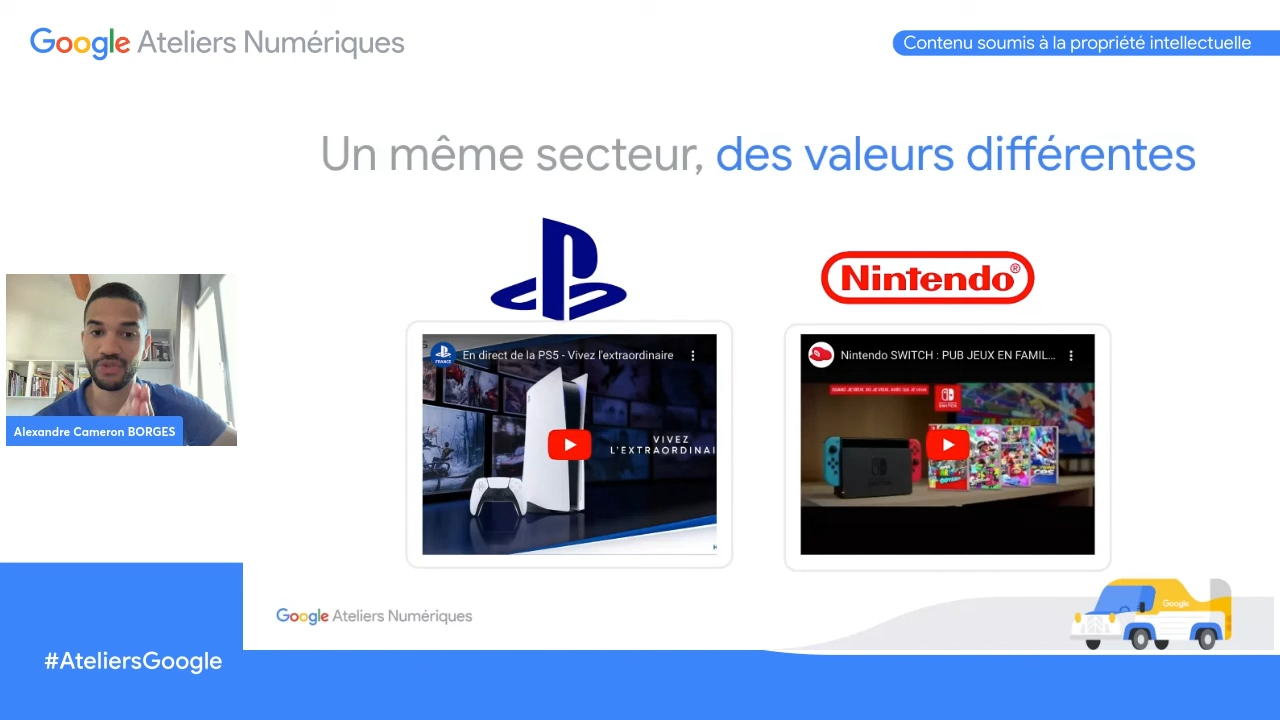 Google Ateliers Numériques
Contenu soumis à la propriété intellectuelle
Un même secteur, des valeurs différentes
Nintendo®
En direct de la PS5 - Vivez l'extraordinaire
FRANCE
VIVEZ
L'EXTRAORDINAI
Nintendo SWITCH : PUB JEUX EN FAMIL...
Alexandre Cameron BORGES
Google
Google Ateliers Numériques
#AteliersGoogle